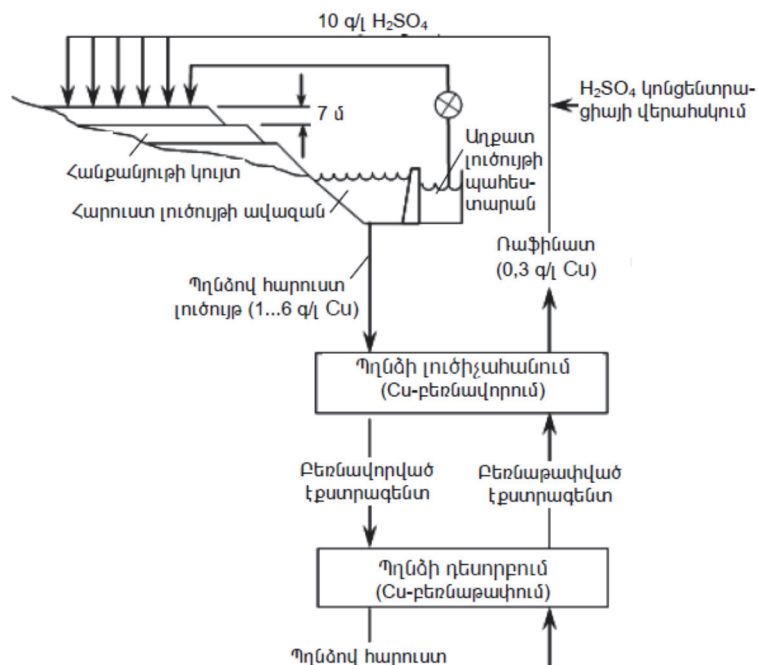 10 գ/լ H₂SO₄
H₂SO₄ կոնցենտրա-
ցիայի վերահսկում
7 մ
Հանքանյութի կույտ
Աղքատ
լուծույթի
պահես-
տարան
Հարուստ լուծույթի ավազան
Ռաֆինատ
(0,3 գ/լ Cu)
Պղնձով հարուստ
լուծույթ (1...6 գ/լ Cu)
Պղնձի լուծիչահանում
(Cu-բեռնավորում)
Բեռնավորված
էքստրագենտ
Բեռնաթափված
էքստրագենտ
Պղնձի դեսորբում
(Cu-բեռնաթափում)
Պղնձով հարուստ